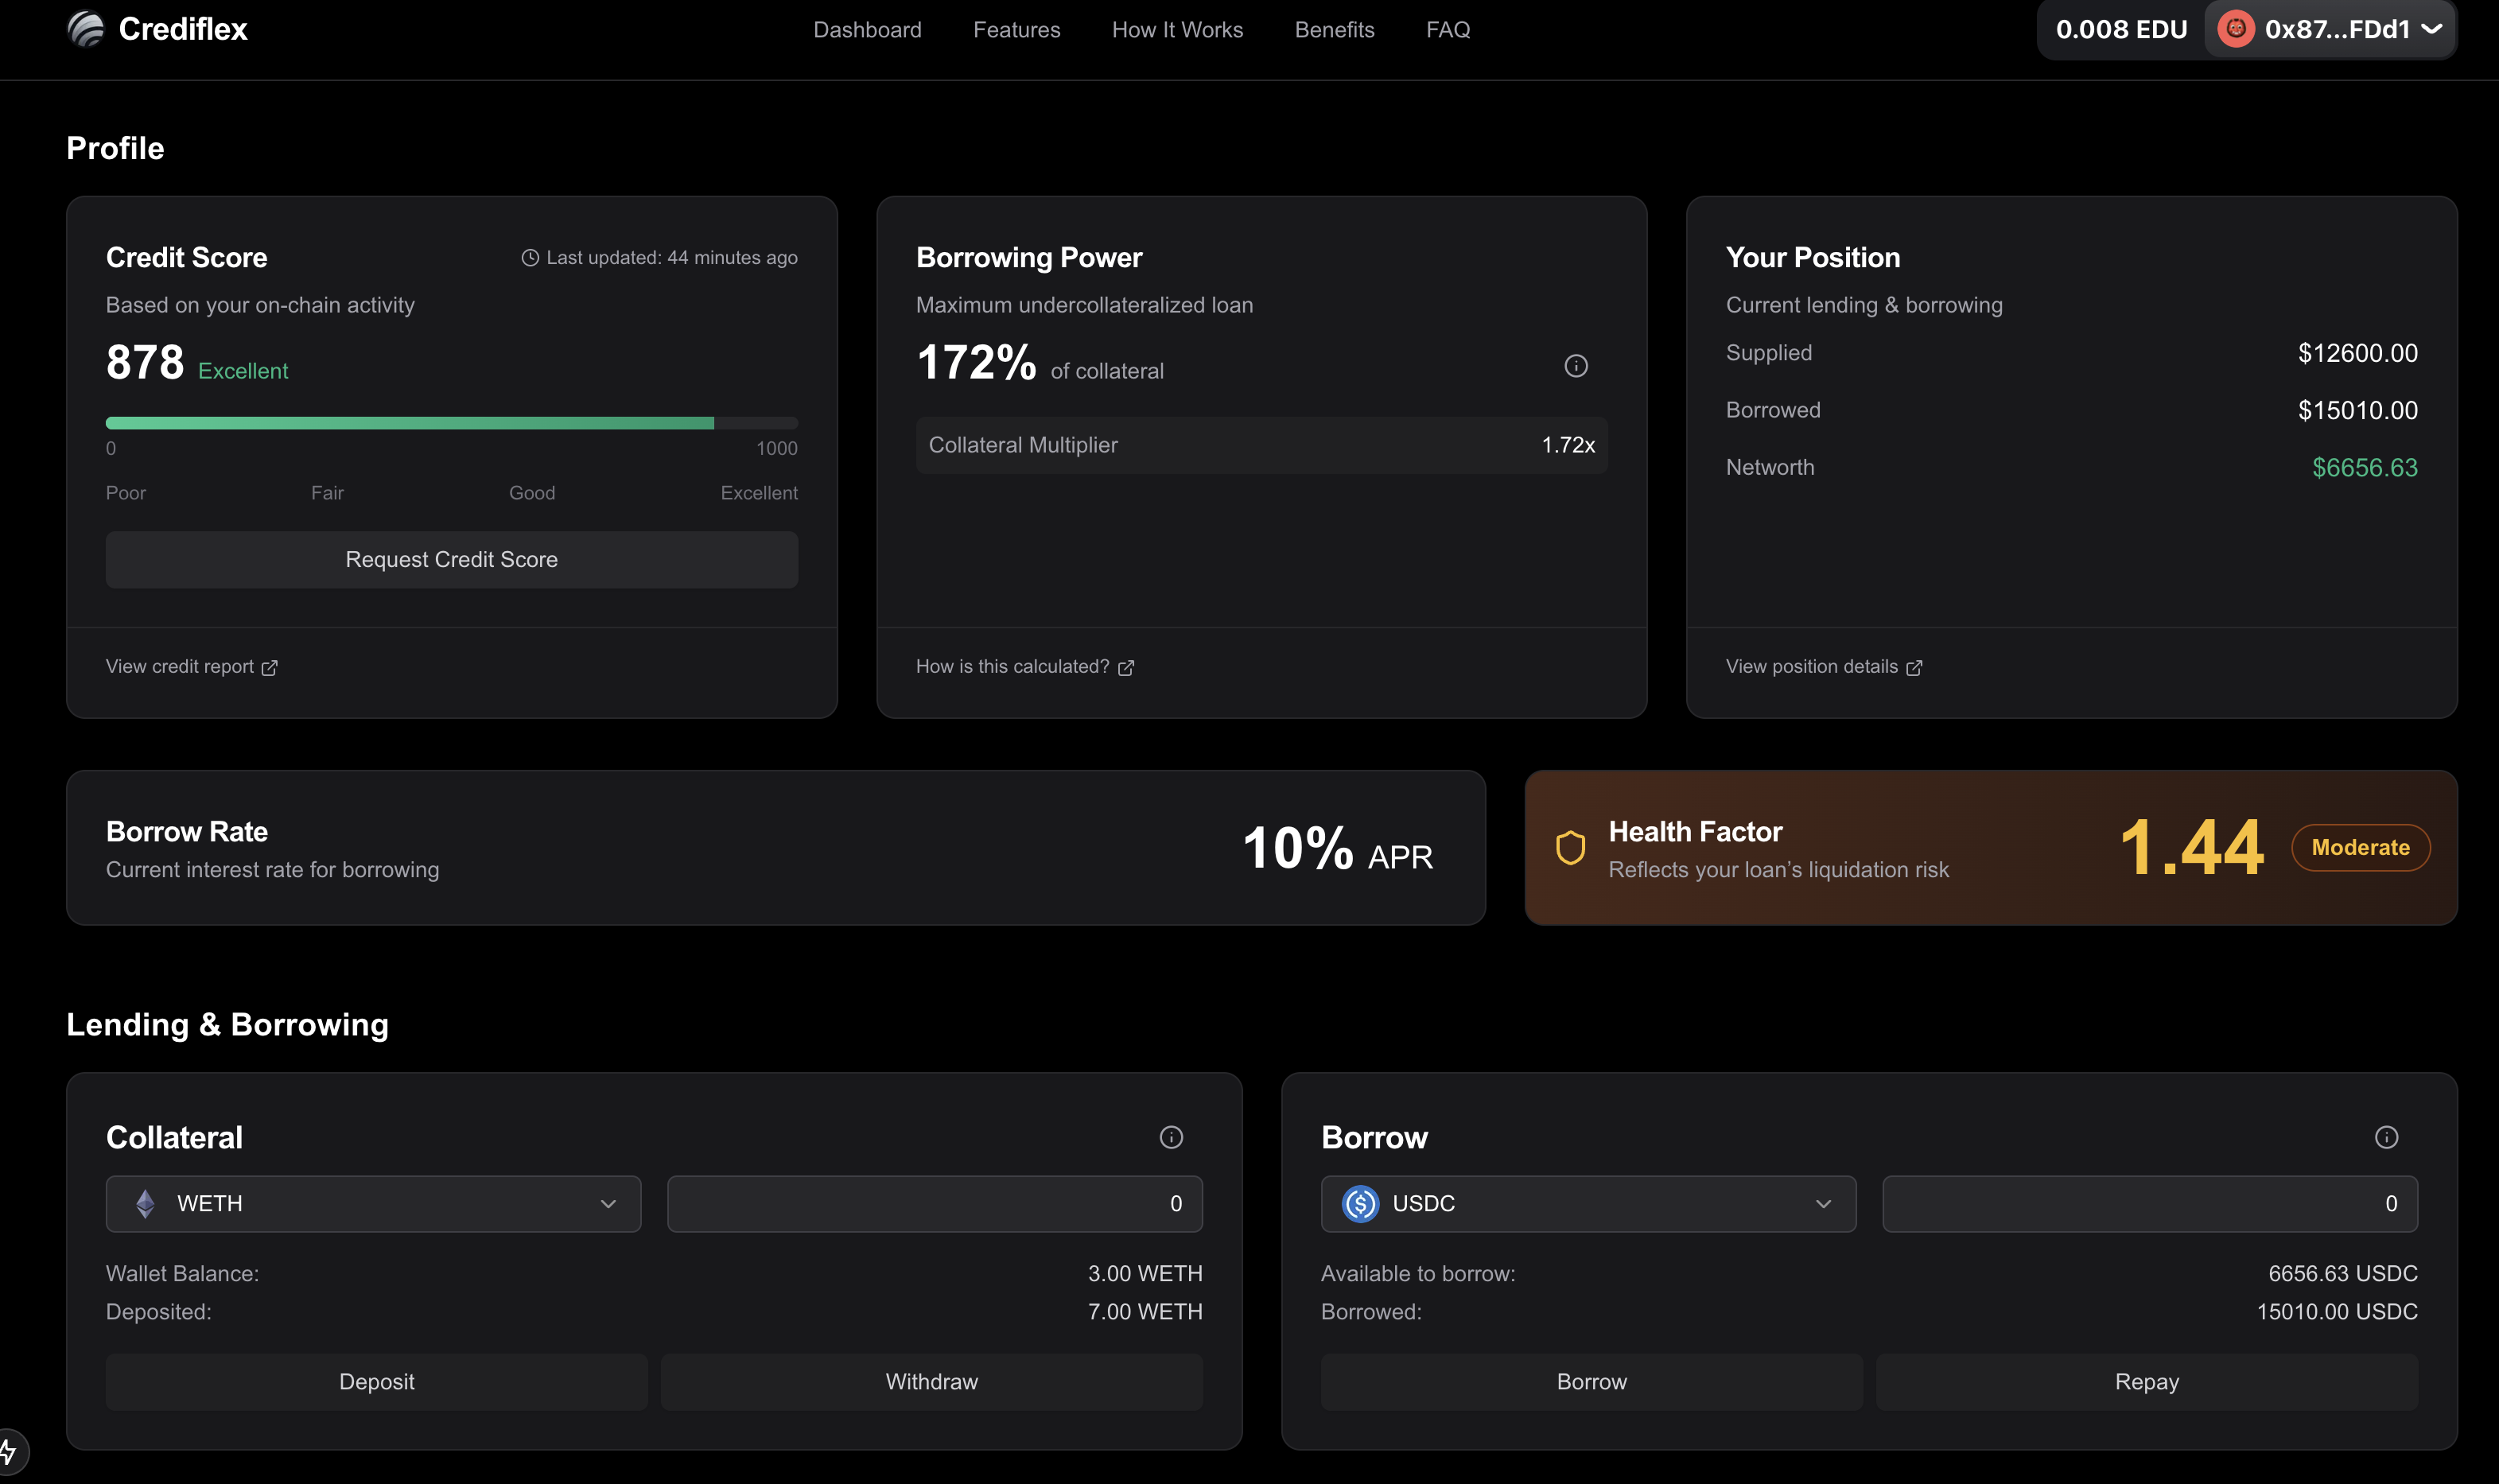 Crediflex
Dashboard
Features
How It Works
Benefits
FAQ
0.008 EDU
0x87...FDd1
Profile
Credit Score
Last updated: 44 minutes ago
Based on your on-chain activity
878 Excellent
0
1000
Poor
Fair
Good
Excellent
Request Credit Score
View credit report
Borrowing Power
Maximum undercollateralized loan
172% of collateral
Collateral Multiplier
1.72x
How is this calculated?
Your Position
Current lending & borrowing
Supplied
$12600.00
Borrowed
$15010.00
Networth
$6656.63
View position details
Borrow Rate
Current interest rate for borrowing
10% APR
Health Factor
Reflects your loan’s liquidation risk
1.44
Moderate
Lending & Borrowing
Collateral
WETH
0
Wallet Balance:
3.00 WETH
Deposited:
7.00 WETH
Deposit
Withdraw
Borrow
USDC
0
Available to borrow:
6656.63 USDC
Borrowed:
15010.00 USDC
Borrow
Repay